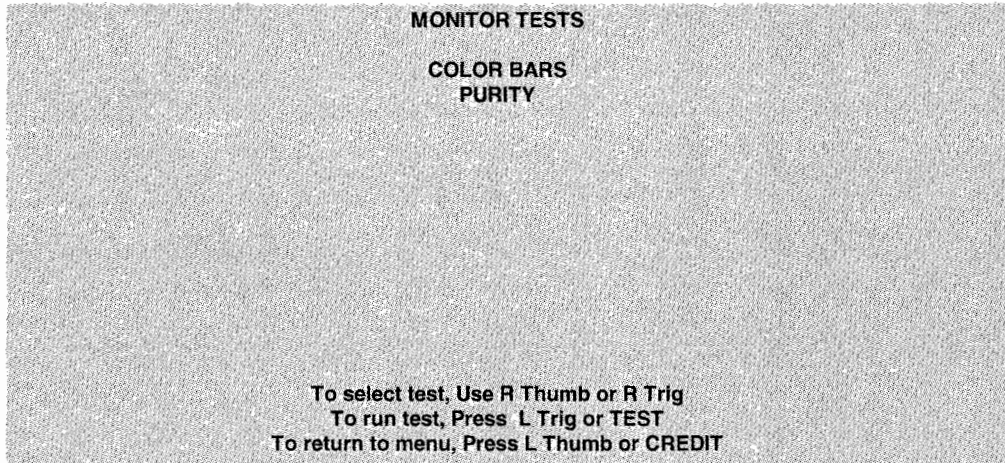 MONITOR TESTS
COLOR BARS
PURITY
To select test, Use R Thumb or R Trig
To run test, Press L Trig or TEST
To return to menu, Press L Thumb or CREDIT